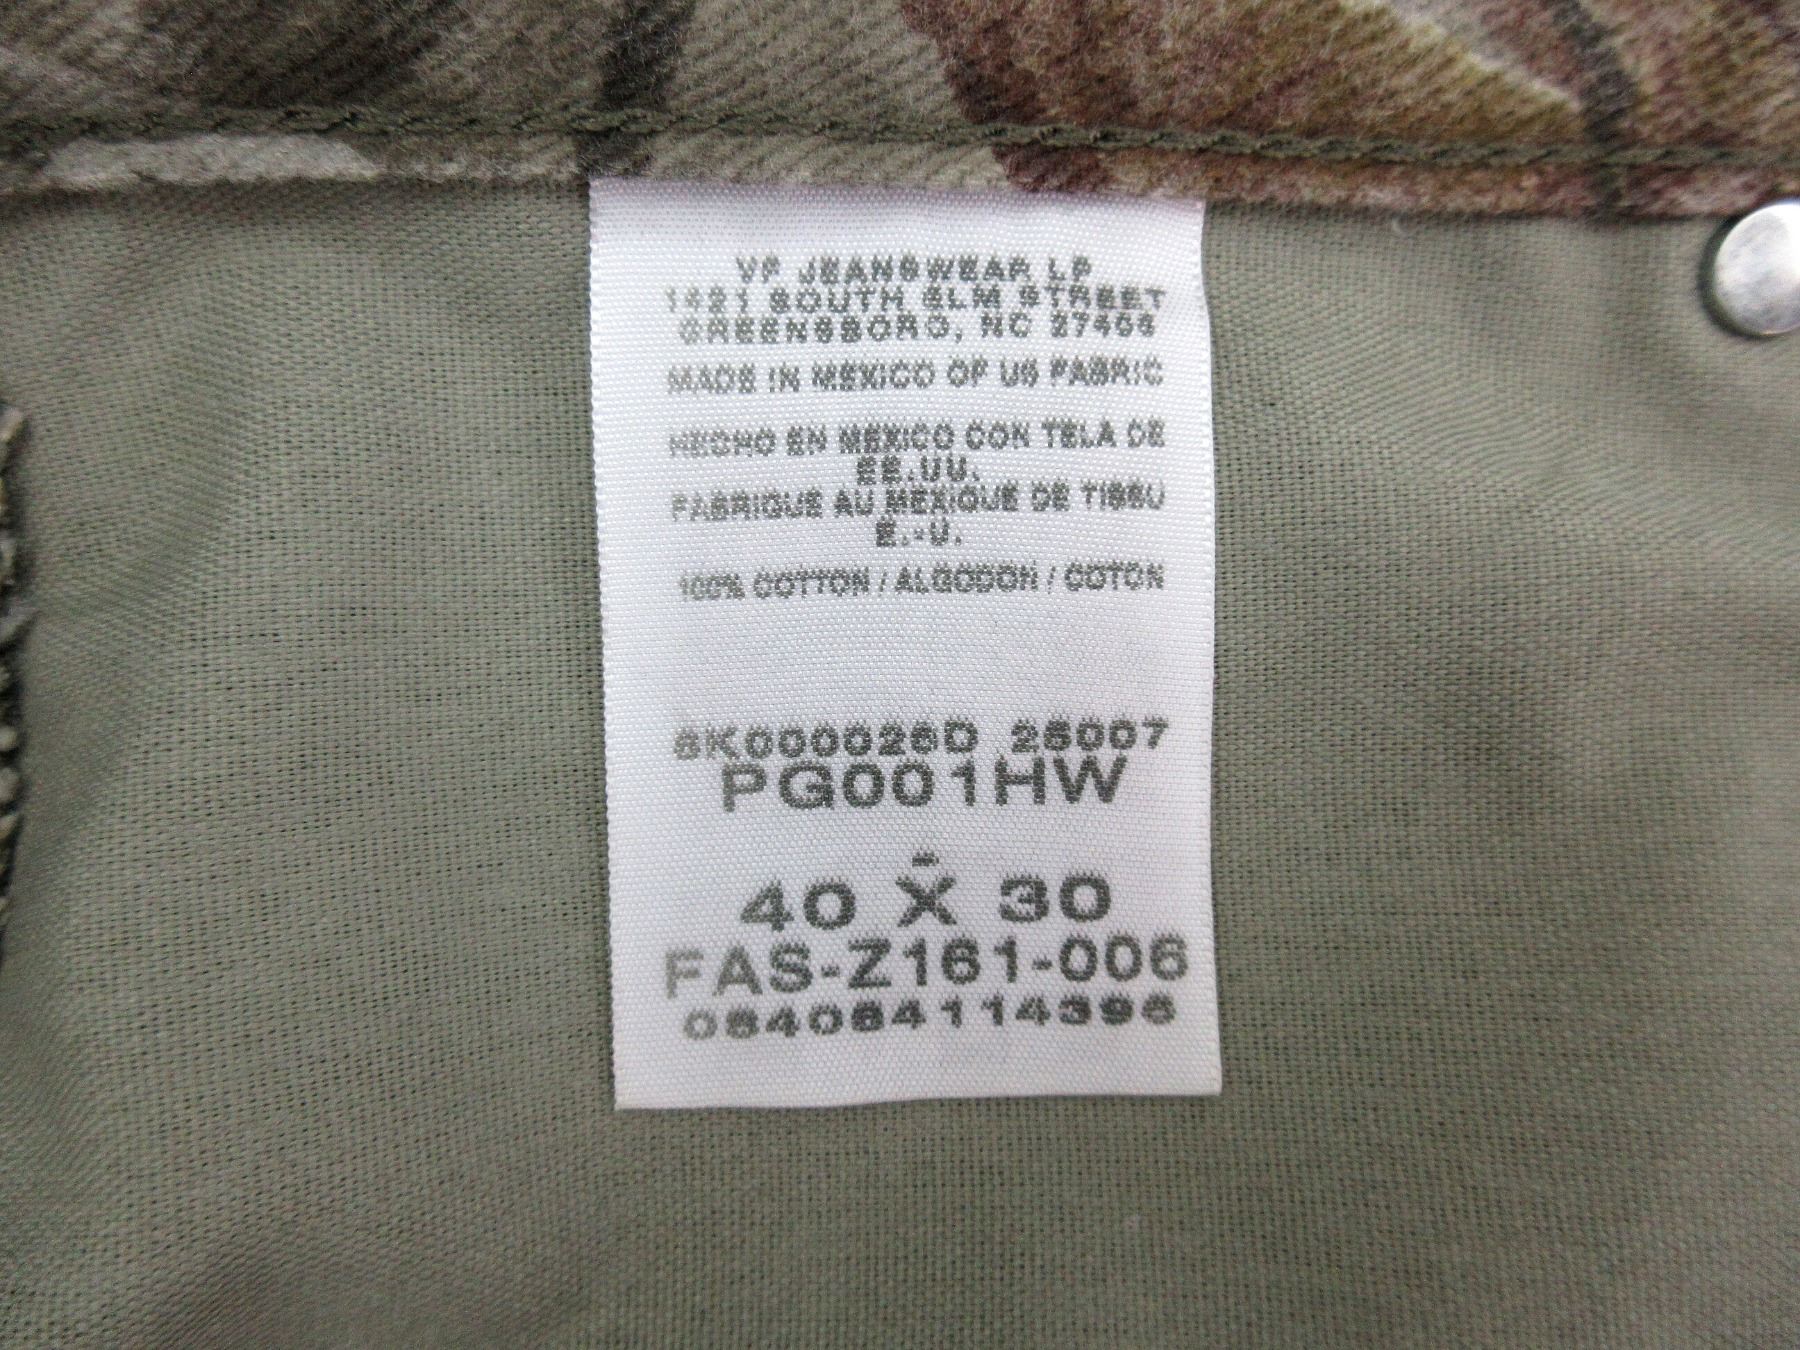 VF JEANSWEAR LP
1421 SOUTH ELM STREET
GREENSBORO, NC 27406
MADE IN MEXICO OF US FABRIC
HECHO EN MEXICO CON TELA DE
EE.UU.
FABRIQUE AU MEXIQUE DE TISSU
É.-U.
100% COTTON / ALGODON / COTON
PG001HW
-
40 X 30
FAS-Z161-006